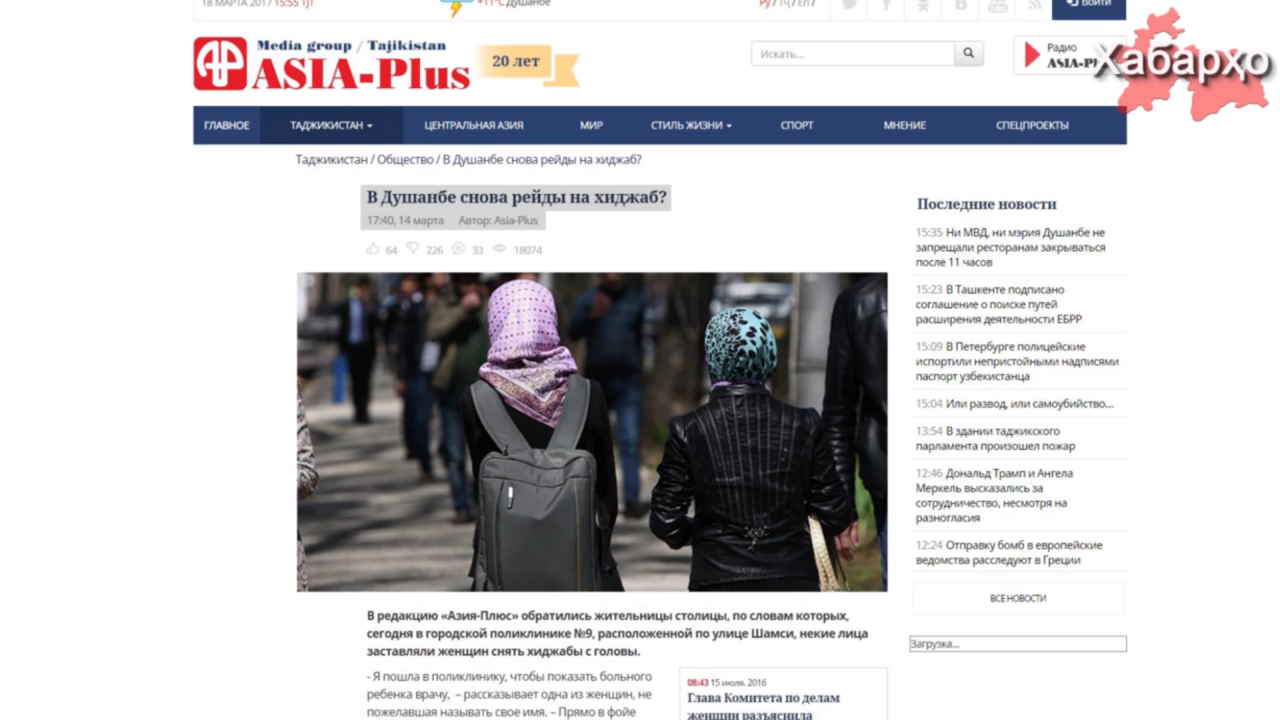 18 МАРТА 2017 15:55 TJT
+11°C Душанбе
Ру / Тҷ / En /
Войти
Хабарҳо
Media group / Tajikistan
ASIA-Plus
20 лет
Искать...
Радио
ASIA-Pl
ГЛАВНОЕ ТАДЖИКИСТАН ЦЕНТРАЛЬНАЯ АЗИЯ МИР СТИЛЬ ЖИЗНИ СПОРТ МНЕНИЕ СПЕЦПРОЕКТЫ
Таджикистан / Общество / В Душанбе снова рейды на хиджаб?
В Душанбе снова рейды на хиджаб?
17:40, 14 марта Автор: Asia-Plus
64 226 33 18074
В редакцию «Азия-Плюс» обратились жительницы столицы, по словам которых,
сегодня в городской поликлинике №9, расположенной по улице Шамси, некие лица
заставляли женщин снять хиджабы с головы.
- Я пошла в поликлинику, чтобы показать больного
ребенка врачу, – рассказывает одна из женщин, не
пожелавшая называть свое имя. – Прямо в фойе
08:43 15 июля, 2016
Глава Комитета по делам
женщин разъяснила
Последние новости
15:35 Ни МВД, ни мэрия Душанбе не
запрещали ресторанам закрываться
после 11 часов
15:23 В Ташкенте подписано
соглашение о поиске путей
расширения деятельности ЕБРР
15:09 В Петербурге полицейские
испортили непристойными надписями
паспорт узбекистанца
15:04 Или развод, или самоубийство...
13:54 В здании таджикского
парламента произошел пожар
12:46 Дональд Трамп и Ангела
Меркель высказались за
сотрудничество, несмотря на
разногласия
12:24 Отправку бомб в европейские
ведомства расследуют в Греции
ВСЕ НОВОСТИ
Загрузка...